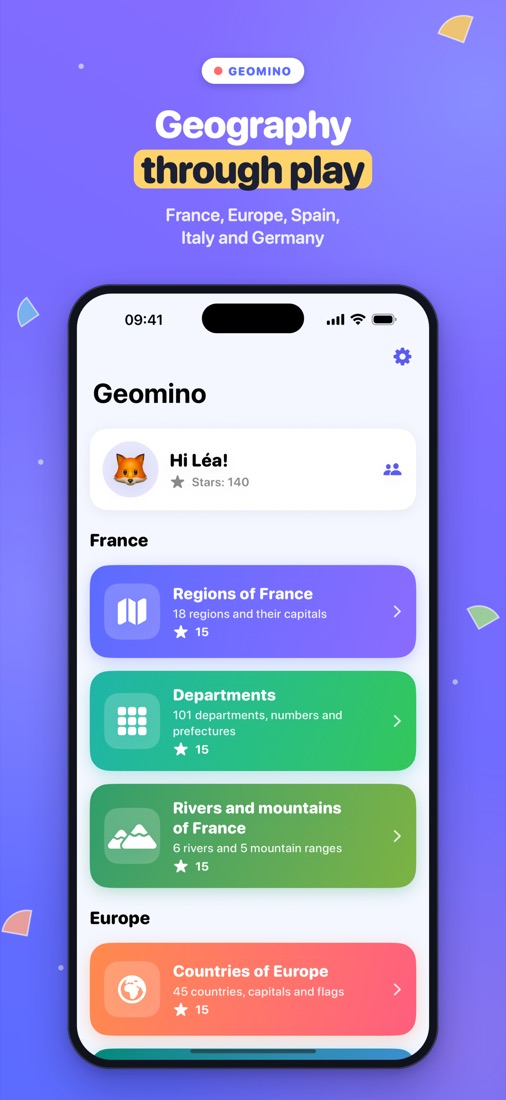 GEOMINO
Geography
through play
France, Europe, Spain,
Italy and Germany
09:41
Geomino
Hi Léa!
Stars: 140
France
Regions of France
18 regions and their capitals
15
Departments
101 departments, numbers and
prefectures
15
Rivers and mountains
of France
6 rivers and 5 mountain ranges
15
Europe
Countries of Europe
45 countries, capitals and flags
15